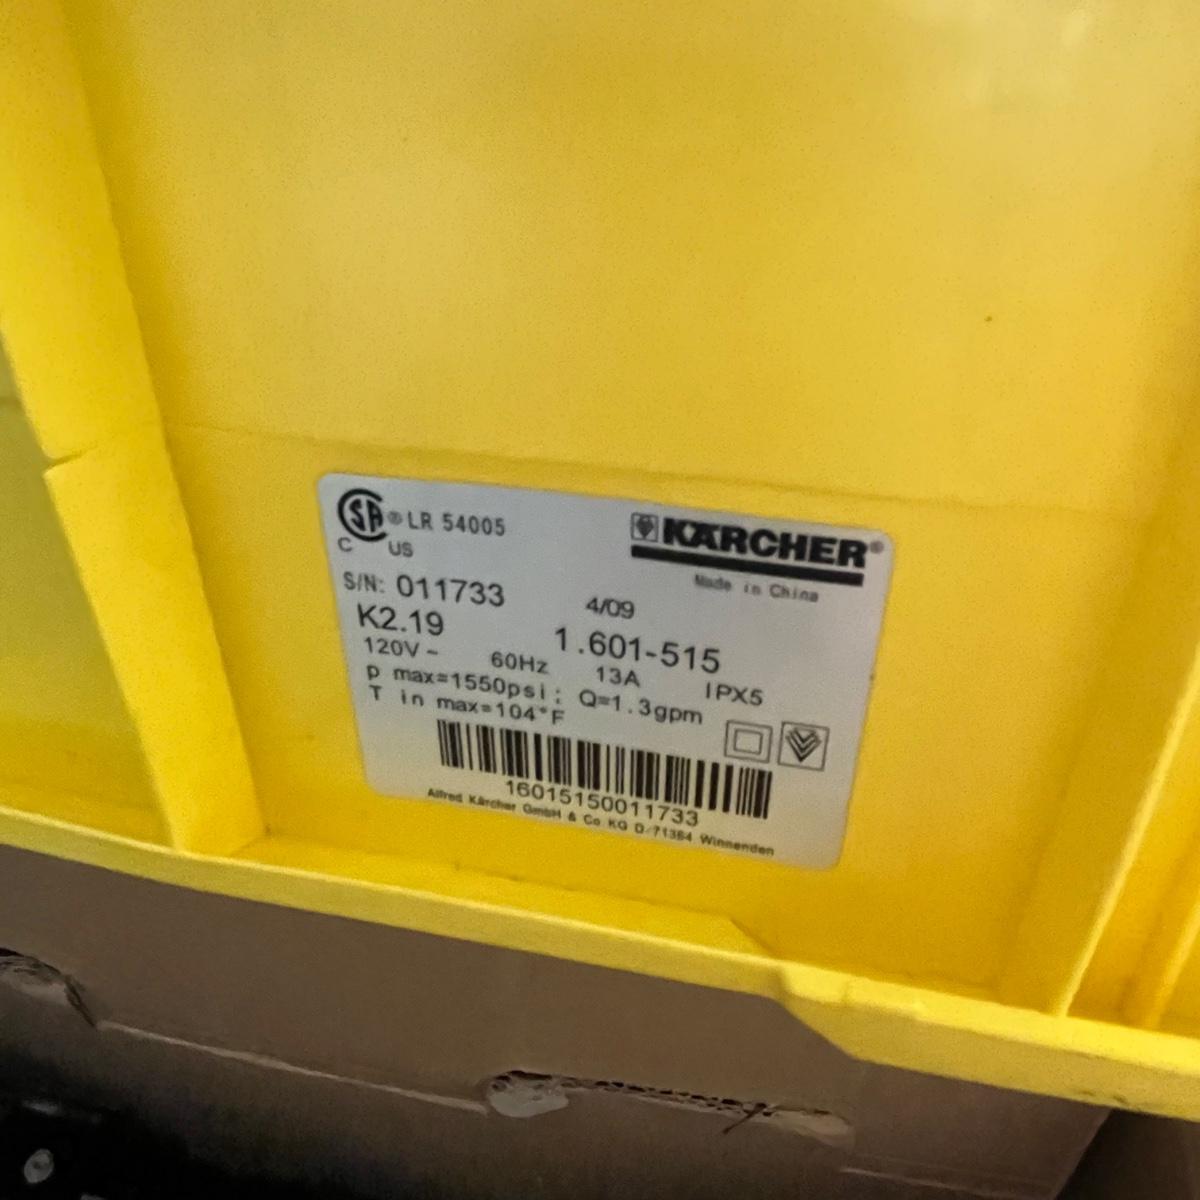 CSA ® LR 54005
C US
KÄRCHER®
Made in China
S/N: 011733 4/09
K2.19 1.601-515
120V~ 60Hz 13A IPX5
p max=1550psi; Q=1.3gpm
T in max=104°F
16015150011733
Alfred Kärcher GmbH & Co KG D-71364 Winnenden